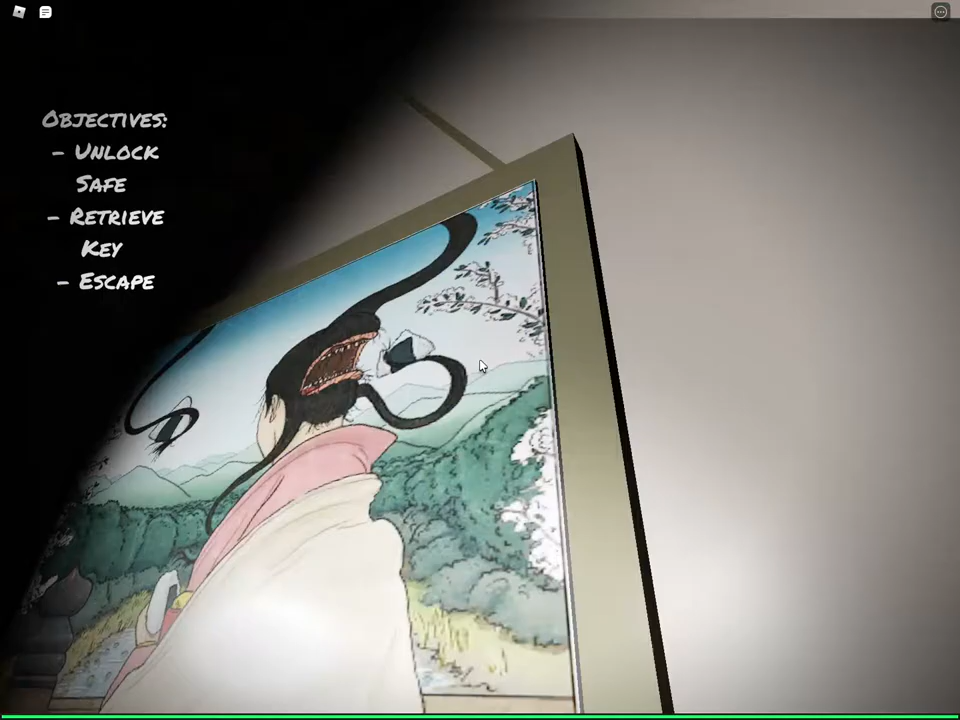 Objectives:
- Unlock
Safe
- Retrieve
Key
- Escape